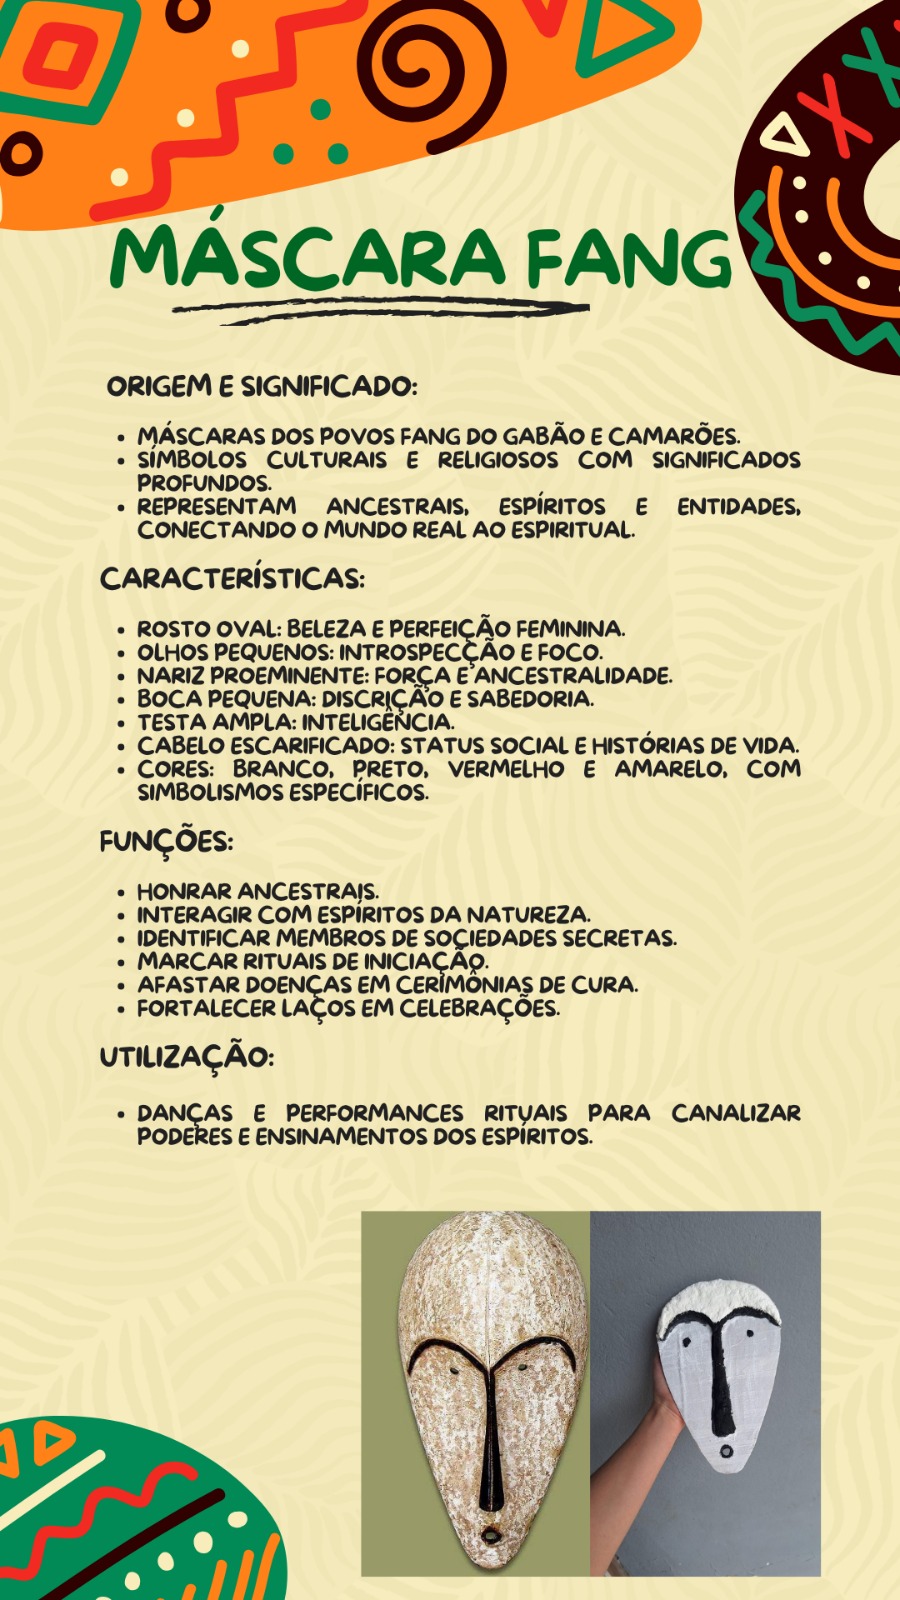 MÁSCARA FANG
ORIGEM E SIGNIFICADO:
• MÁSCARAS DOS POVOS FANG DO GABÃO E CAMARÕES.
• SÍMBOLOS CULTURAIS E RELIGIOSOS COM SIGNIFICADOS
PROFUNDOS.
• REPRESENTAM ANCESTRAIS, ESPÍRITOS E ENTIDADES,
CONECTANDO O MUNDO REAL AO ESPIRITUAL.
CARACTERÍSTICAS:
• ROSTO OVAL: BELEZA E PERFEIÇÃO FEMININA.
• OLHOS PEQUENOS: INTROSPECÇÃO E FOCO.
• NARIZ PROEMINENTE: FORÇA E ANCESTRALIDADE.
• BOCA PEQUENA: DISCRIÇÃO E SABEDORIA.
• TESTA AMPLA: INTELIGÊNCIA.
• CABELO ESCARIFICADO: STATUS SOCIAL E HISTÓRIAS DE VIDA.
• CORES: BRANCO, PRETO, VERMELHO E AMARELO, COM
SIMBOLISMOS ESPECÍFICOS.
FUNÇÕES:
• HONRAR ANCESTRAIS.
• INTERAGIR COM ESPÍRITOS DA NATUREZA.
• IDENTIFICAR MEMBROS DE SOCIEDADES SECRETAS.
• MARCAR RITUAIS DE INICIAÇÃO.
• AFASTAR DOENÇAS EM CERIMÔNIAS DE CURA.
• FORTALECER LAÇOS EM CELEBRAÇÕES.
UTILIZAÇÃO:
• DANÇAS E PERFORMANCES RITUAIS PARA CANALIZAR
PODERES E ENSINAMENTOS DOS ESPÍRITOS.